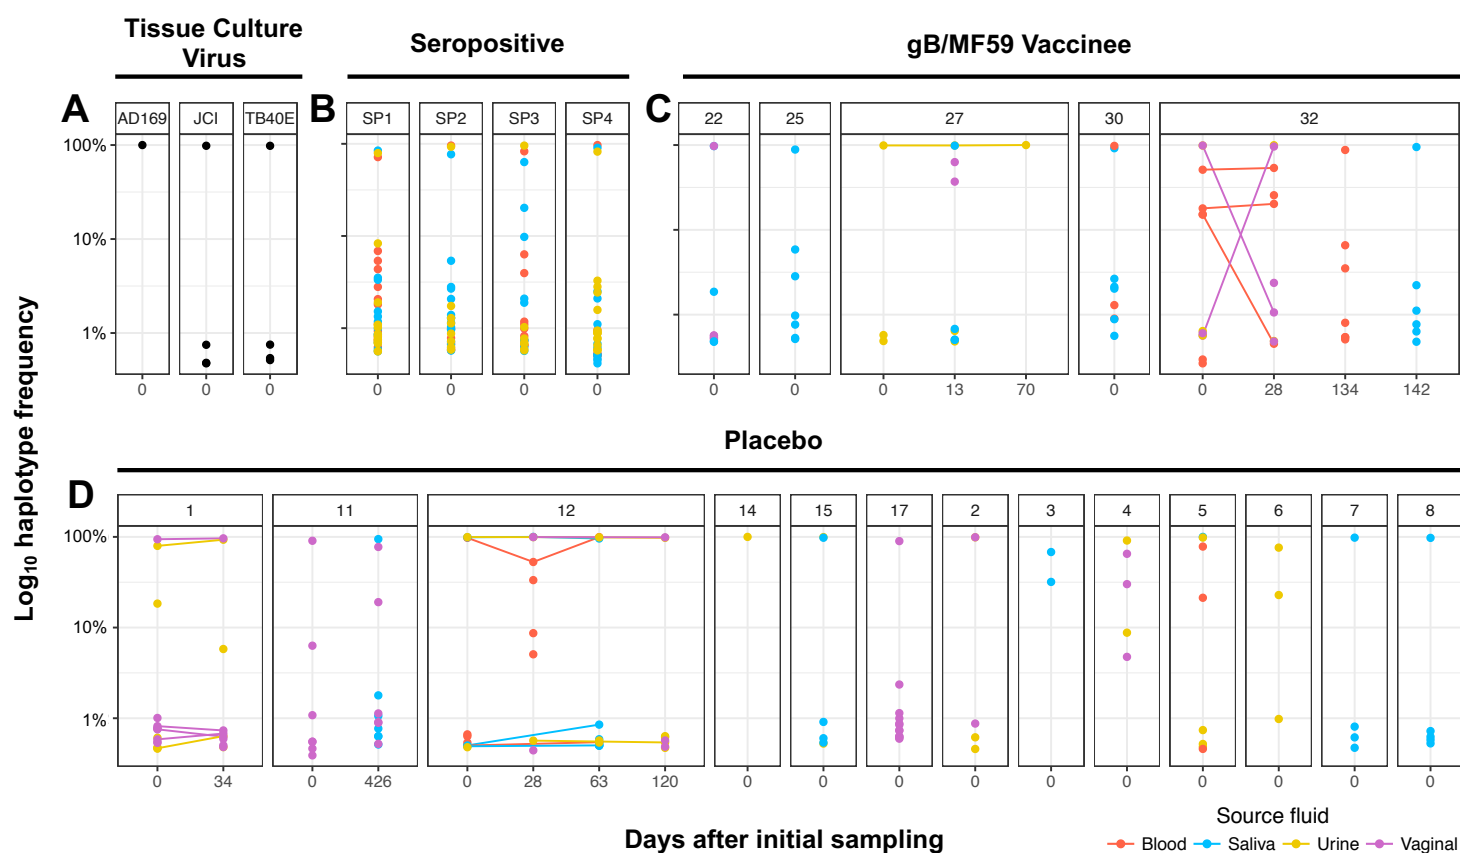 Tissue Culture
Virus
Seropositive
gB/MF59 Vaccinee
A
AD169 JCI TB40E
B
SP1 SP2 SP3 SP4
C
22 25 27 30 32
100%
10%
1%
0 0 0
0 0 0 0
0 0 0 13 70 0 0 28 134 142
Placebo
D
1 11 12 14 15 17 2 3 4 5 6 7 8
100%
10%
1%
0 34 0 426 0 28 63 120 0 0 0 0 0 0 0 0 0 0
Log₁₀ haplotype frequency
Days after initial sampling
Source fluid
Blood Saliva Urine Vaginal